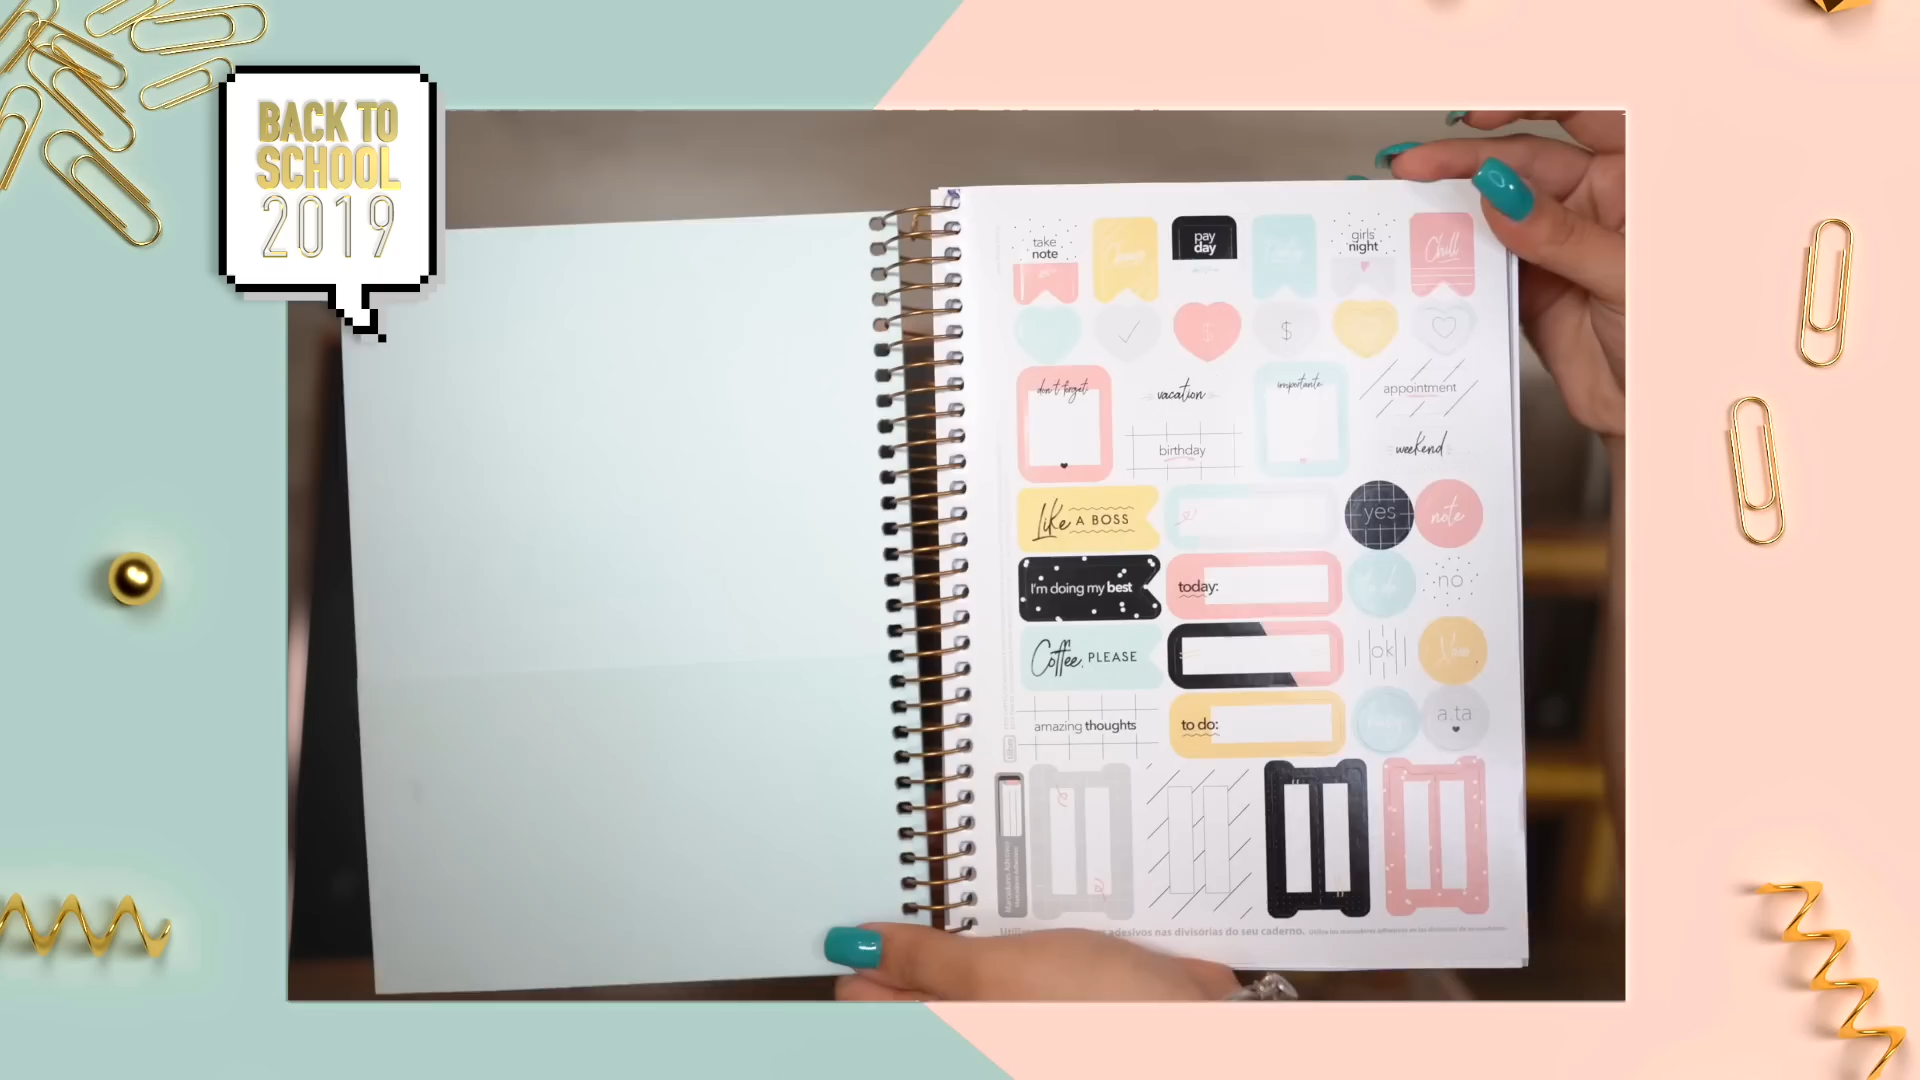 BACK TO
SCHOOL
2019
take
note
pay
day
girls
night
Chill
$
$
don't forget
vacation
importante
appointment
birthday
weekend
Like A BOSS
yes
note
I'm doing my best
today:
to do
no
Coffee, PLEASE
ok
amazing thoughts
to do:
a.ta
adesivos nas divisórias do seu caderno.